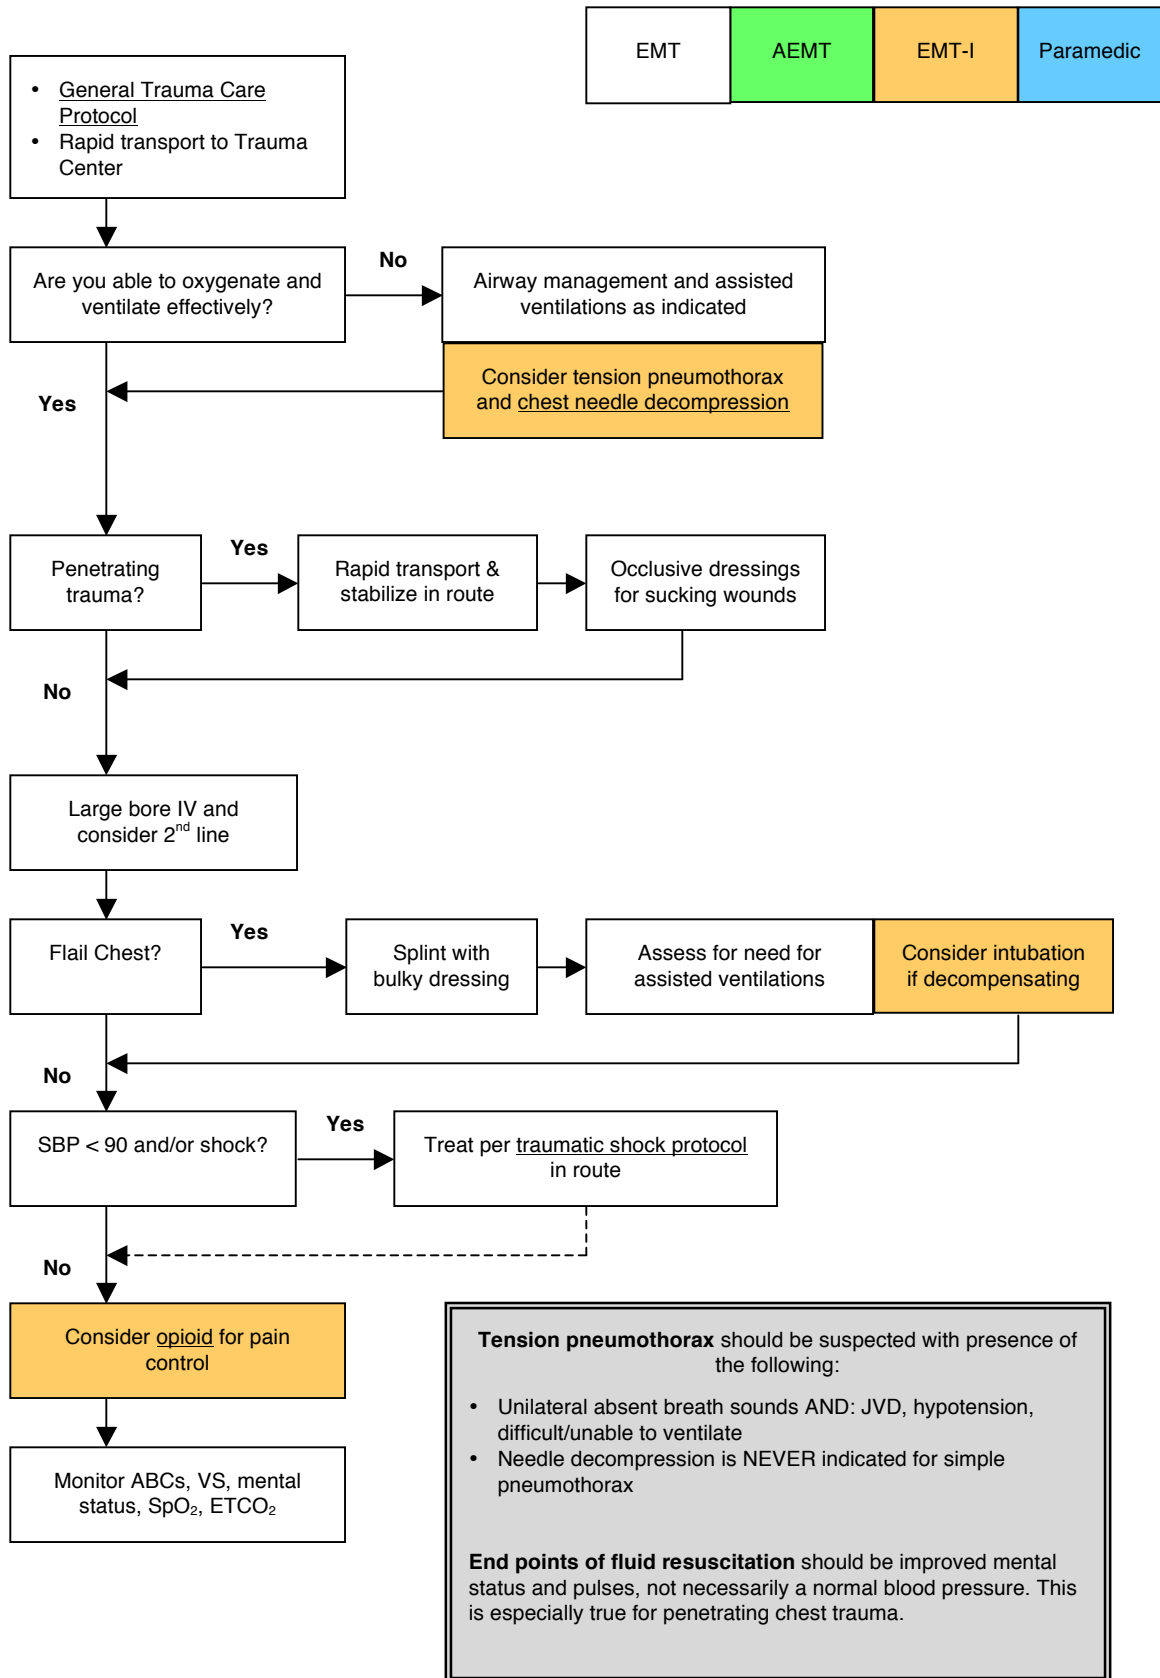 EMT
AEMT
EMT-I
Paramedic
• General Trauma Care
Protocol
• Rapid transport to Trauma
Center
Are you able to oxygenate and
ventilate effectively?
No
Airway management and assisted
ventilations as indicated
Consider tension pneumothorax
and chest needle decompression
Yes
Penetrating
trauma?
Yes
Rapid transport &
stabilize in route
Occlusive dressings
for sucking wounds
No
Large bore IV and
consider 2nd line
Flail Chest?
Yes
Splint with
bulky dressing
Assess for need for
assisted ventilations
Consider intubation
if decompensating
No
SBP < 90 and/or shock?
Yes
Treat per traumatic shock protocol
in route
No
Consider opioid for pain
control
Monitor ABCs, VS, mental
status, SpO₂, ETCO₂
Tension pneumothorax should be suspected with presence of
the following:
• Unilateral absent breath sounds AND: JVD, hypotension,
difficult/unable to ventilate
• Needle decompression is NEVER indicated for simple
pneumothorax
End points of fluid resuscitation should be improved mental
status and pulses, not necessarily a normal blood pressure. This
is especially true for penetrating chest trauma.